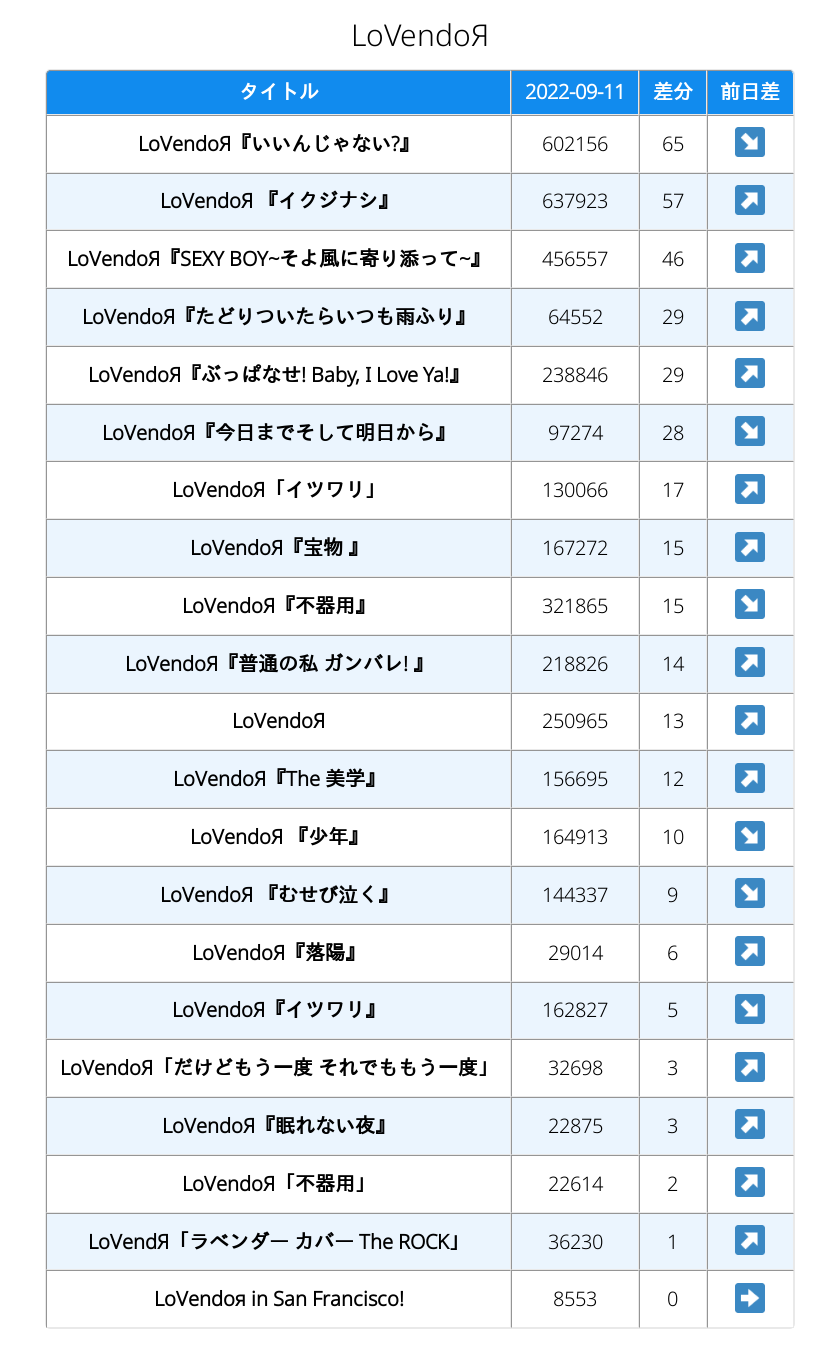 LoVendoЯ
タイトル 2022-09-11 差分 前日差
LoVendoЯ『いいんじゃない?』 602156 65 ↘
LoVendoЯ 『イクジナシ』 637923 57 ↗
LoVendoЯ『SEXY BOY~そよ風に寄り添って~』 456557 46 ↗
LoVendoЯ『たどりついたらいつも雨ふり』 64552 29 ↗
LoVendoЯ『ぶっぱなせ! Baby, I Love Ya!』 238846 29 ↗
LoVendoЯ『今日までそして明日から』 97274 28 ↘
LoVendoЯ「イツワリ」 130066 17 ↗
LoVendoЯ『宝物 』 167272 15 ↗
LoVendoЯ『不器用』 321865 15 ↘
LoVendoЯ『普通の私 ガンバレ! 』 218826 14 ↗
LoVendoЯ 250965 13 ↗
LoVendoЯ『The 美学』 156695 12 ↗
LoVendoЯ 『少年』 164913 10 ↘
LoVendoЯ 『むせび泣く』 144337 9 ↘
LoVendoЯ『落陽』 29014 6 ↗
LoVendoЯ『イツワリ』 162827 5 ↘
LoVendoЯ「だけどもう一度 それでももう一度」 32698 3 ↗
LoVendoЯ『眠れない夜』 22875 3 ↗
LoVendoЯ「不器用」 22614 2 ↗
LoVendЯ「ラベンダー カバー The ROCK」 36230 1 ↗
LoVendoя in San Francisco! 8553 0 ➡